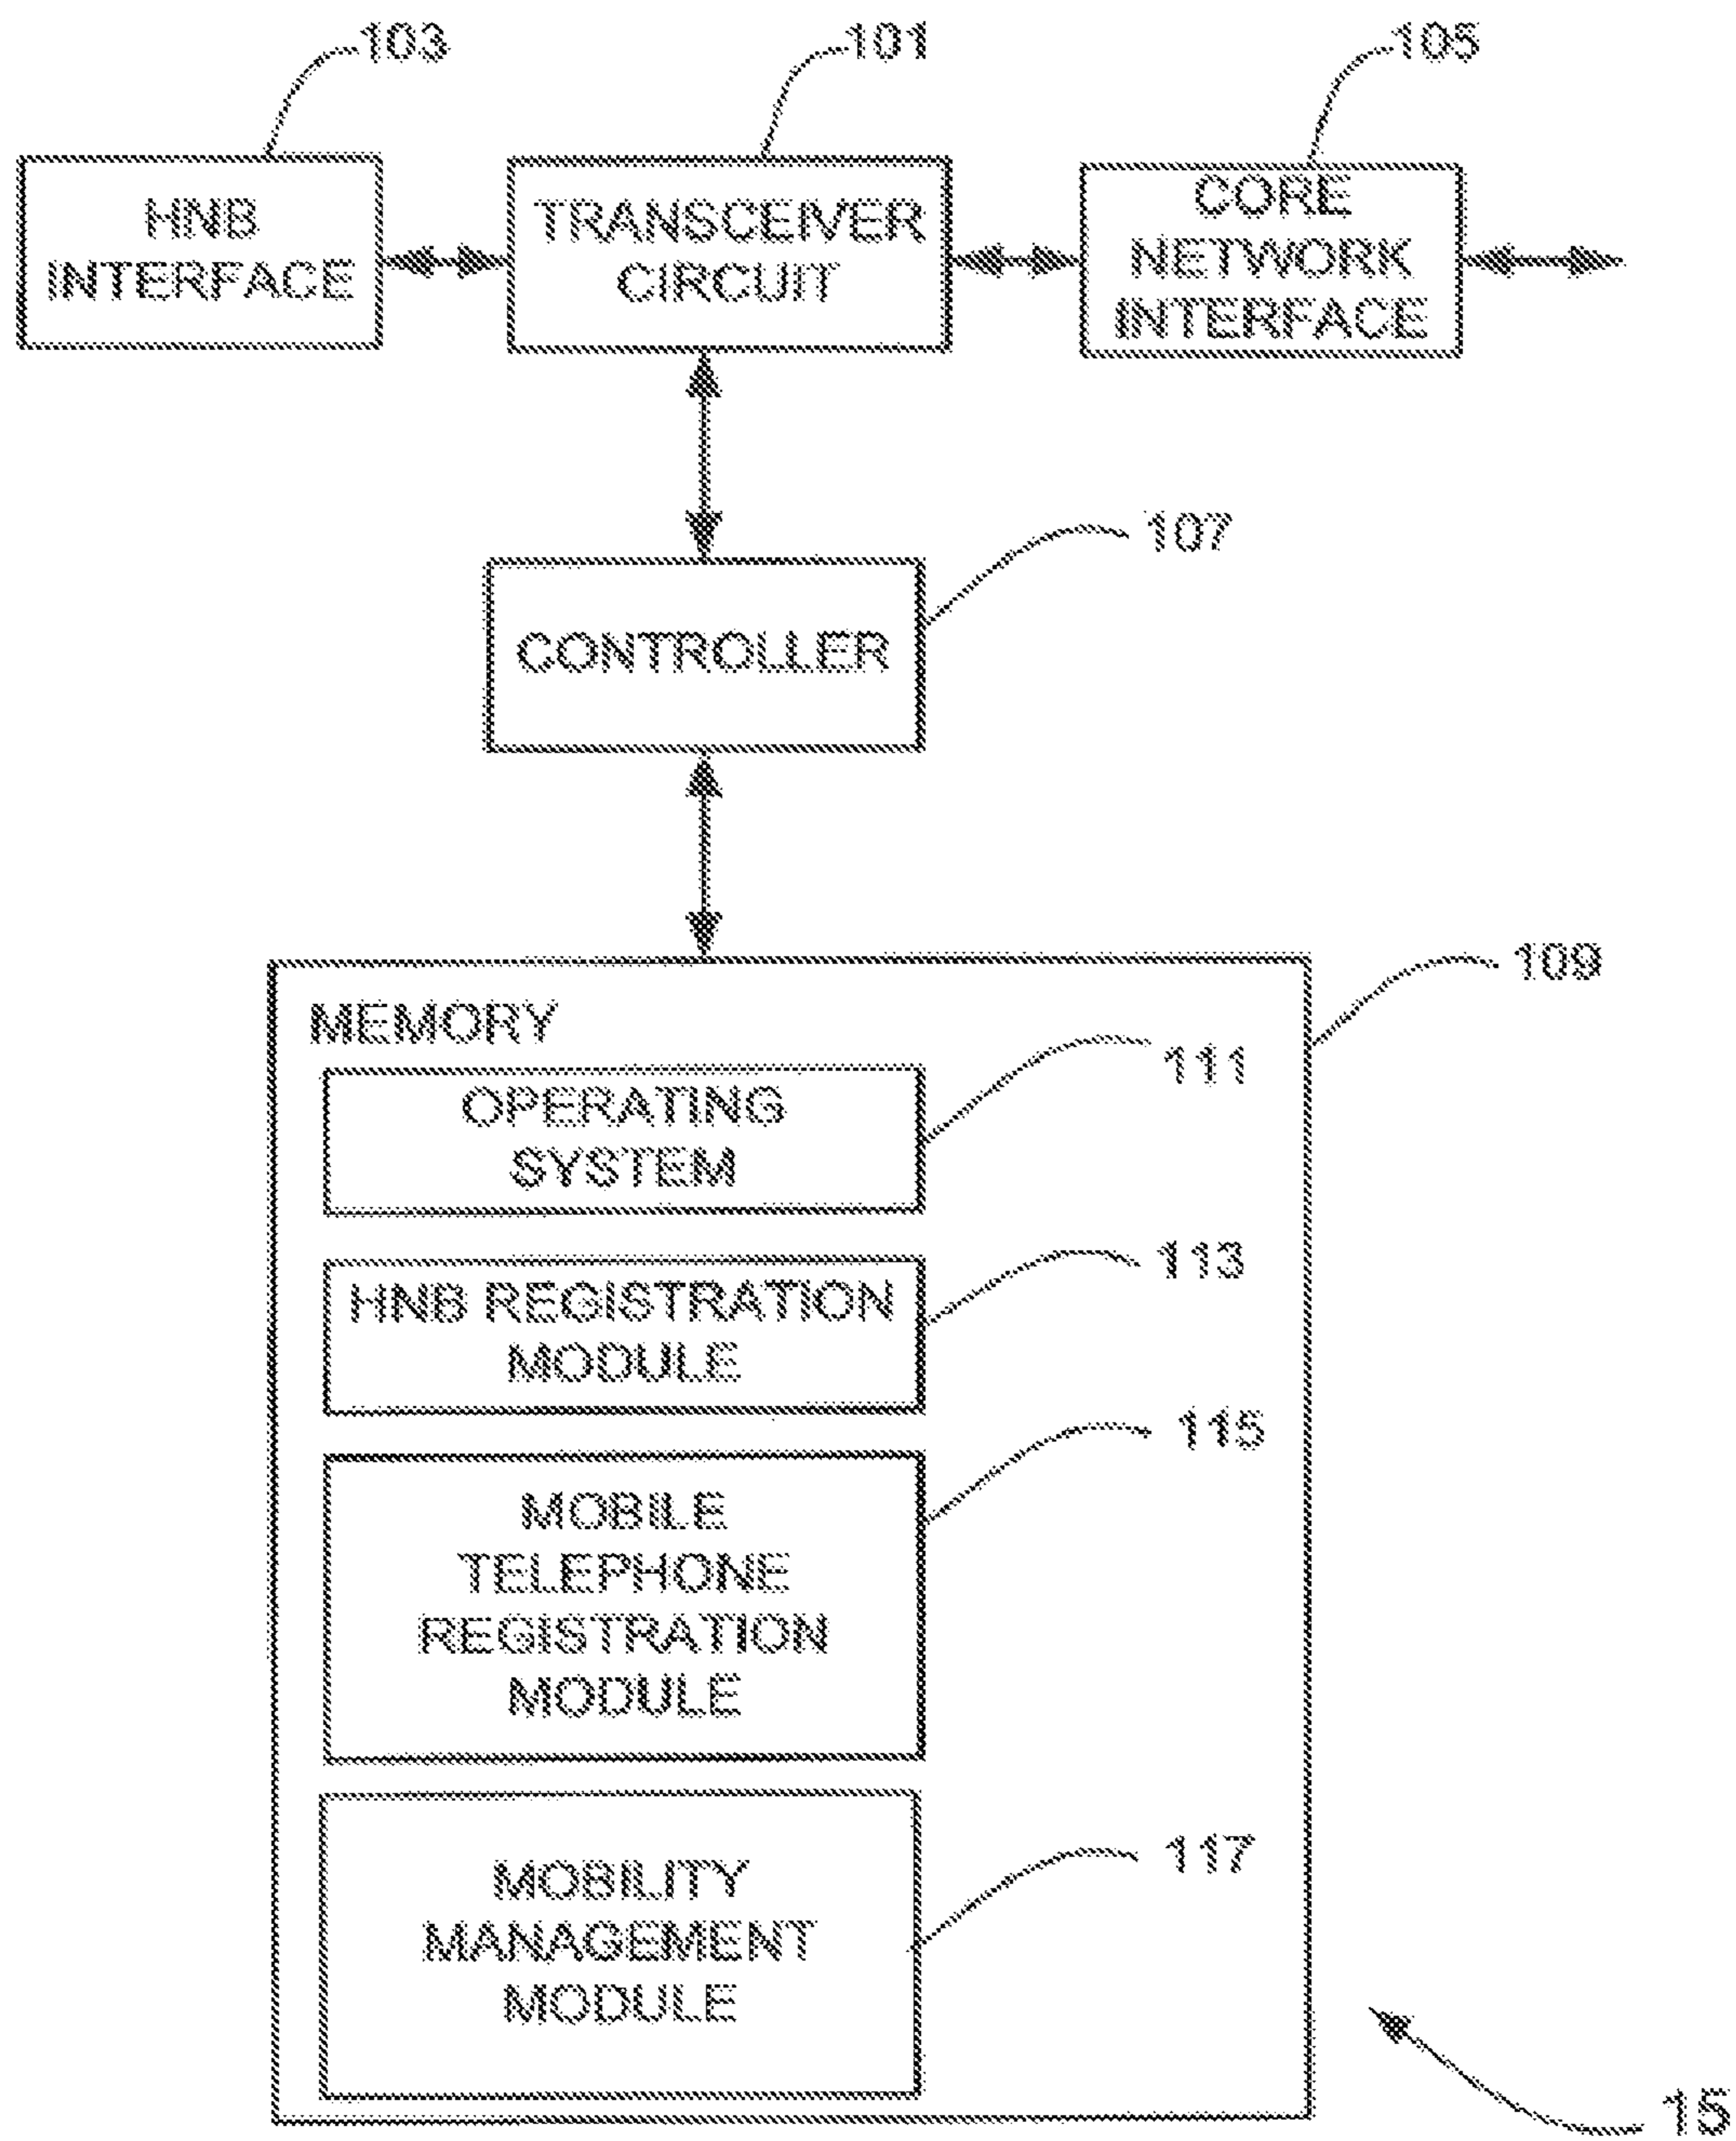 103
101
105
HNB
INTERFACE
TRANSCEIVER
CIRCUIT
CORE
NETWORK
INTERFACE
107
CONTROLLER
109
MEMORY
111
OPERATING
SYSTEM
113
HNB REGISTRATION
MODULE
115
MOBILE
TELEPHONE
REGISTRATION
MODULE
117
MOBILITY
MANAGEMENT
MODULE
15